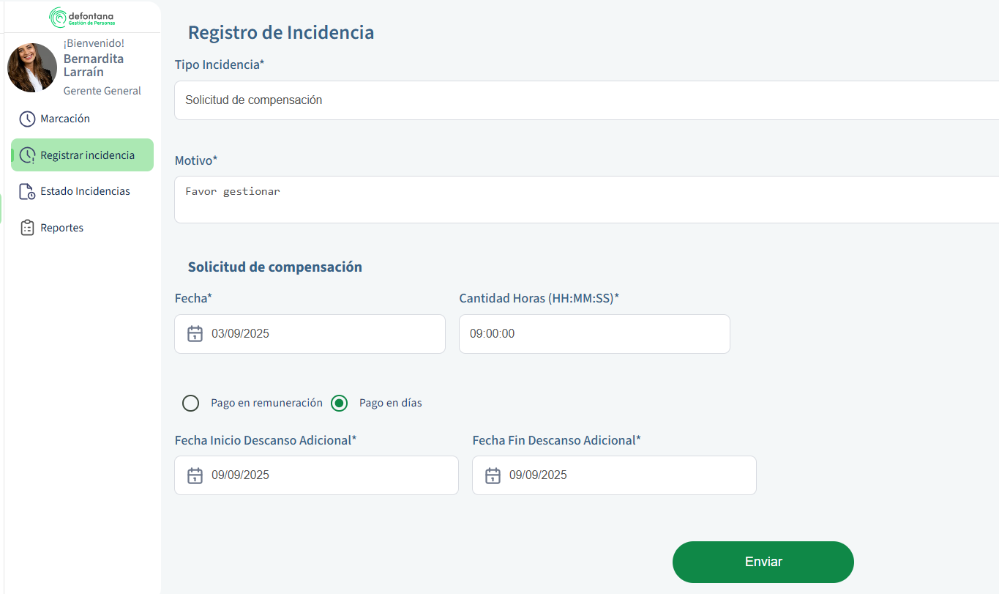 defontana
Gestión de Personas
¡Bienvenido!
Bernardita
Larraín
Gerente General
Marcación
Registrar incidencia
Estado Incidencias
Reportes
Registro de Incidencia
Tipo Incidencia*
Solicitud de compensación
Motivo*
Favor gestionar
Solicitud de compensación
Fecha* Cantidad Horas (HH:MM:SS)*
03/09/2025 09:00:00
Pago en remuneración Pago en días
Fecha Inicio Descanso Adicional* Fecha Fin Descanso Adicional*
09/09/2025 09/09/2025
Enviar